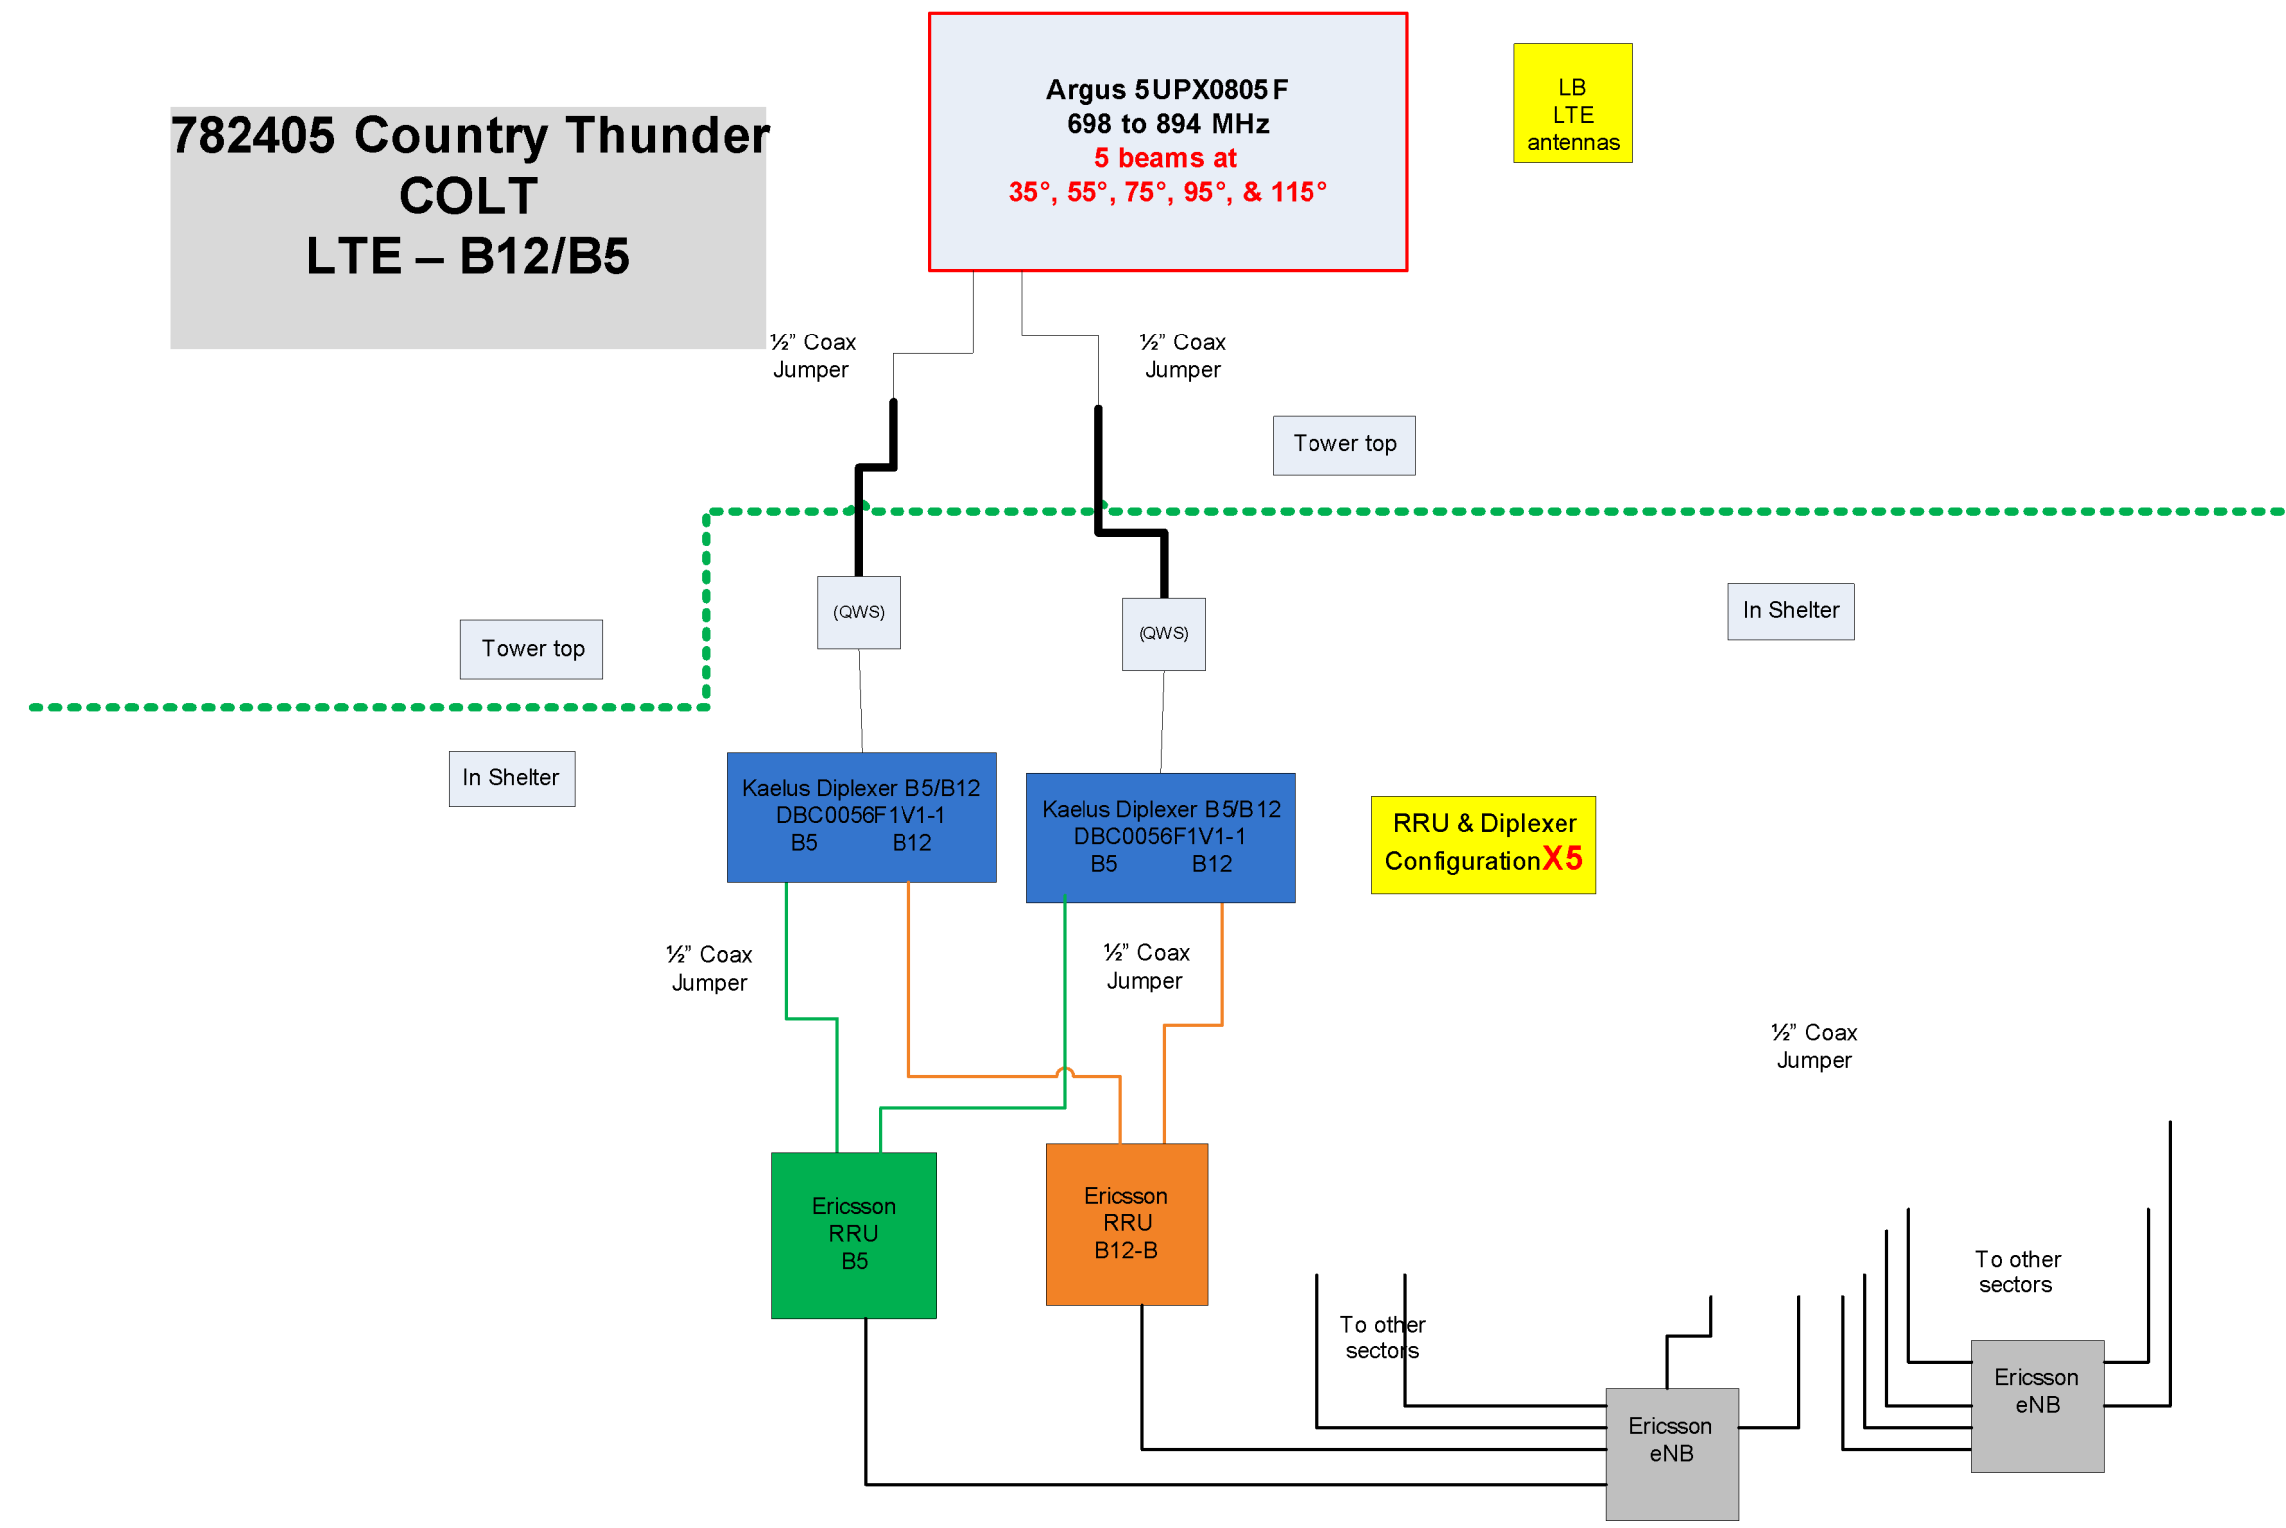 782405 Country Thunder
COLT
LTE – B12/B5
Argus 5UPX0805F
698 to 894 MHz
5 beams at
35°, 55°, 75°, 95°, & 115°
LB
LTE
antennas
½” Coax
Jumper
½” Coax
Jumper
Tower top
(QWS)
(QWS)
In Shelter
Tower top
In Shelter
Kaelus Diplexer B5/B12
DBC0056F1V1-1
B5 B12
Kaelus Diplexer B5/B12
DBC0056F1V1-1
B5 B12
RRU & Diplexer
Configuration X5
½” Coax
Jumper
½” Coax
Jumper
½” Coax
Jumper
Ericsson
RRU
B5
Ericsson
RRU
B12-B
To other
sectors
To other
sectors
Ericsson
eNB
Ericsson
eNB